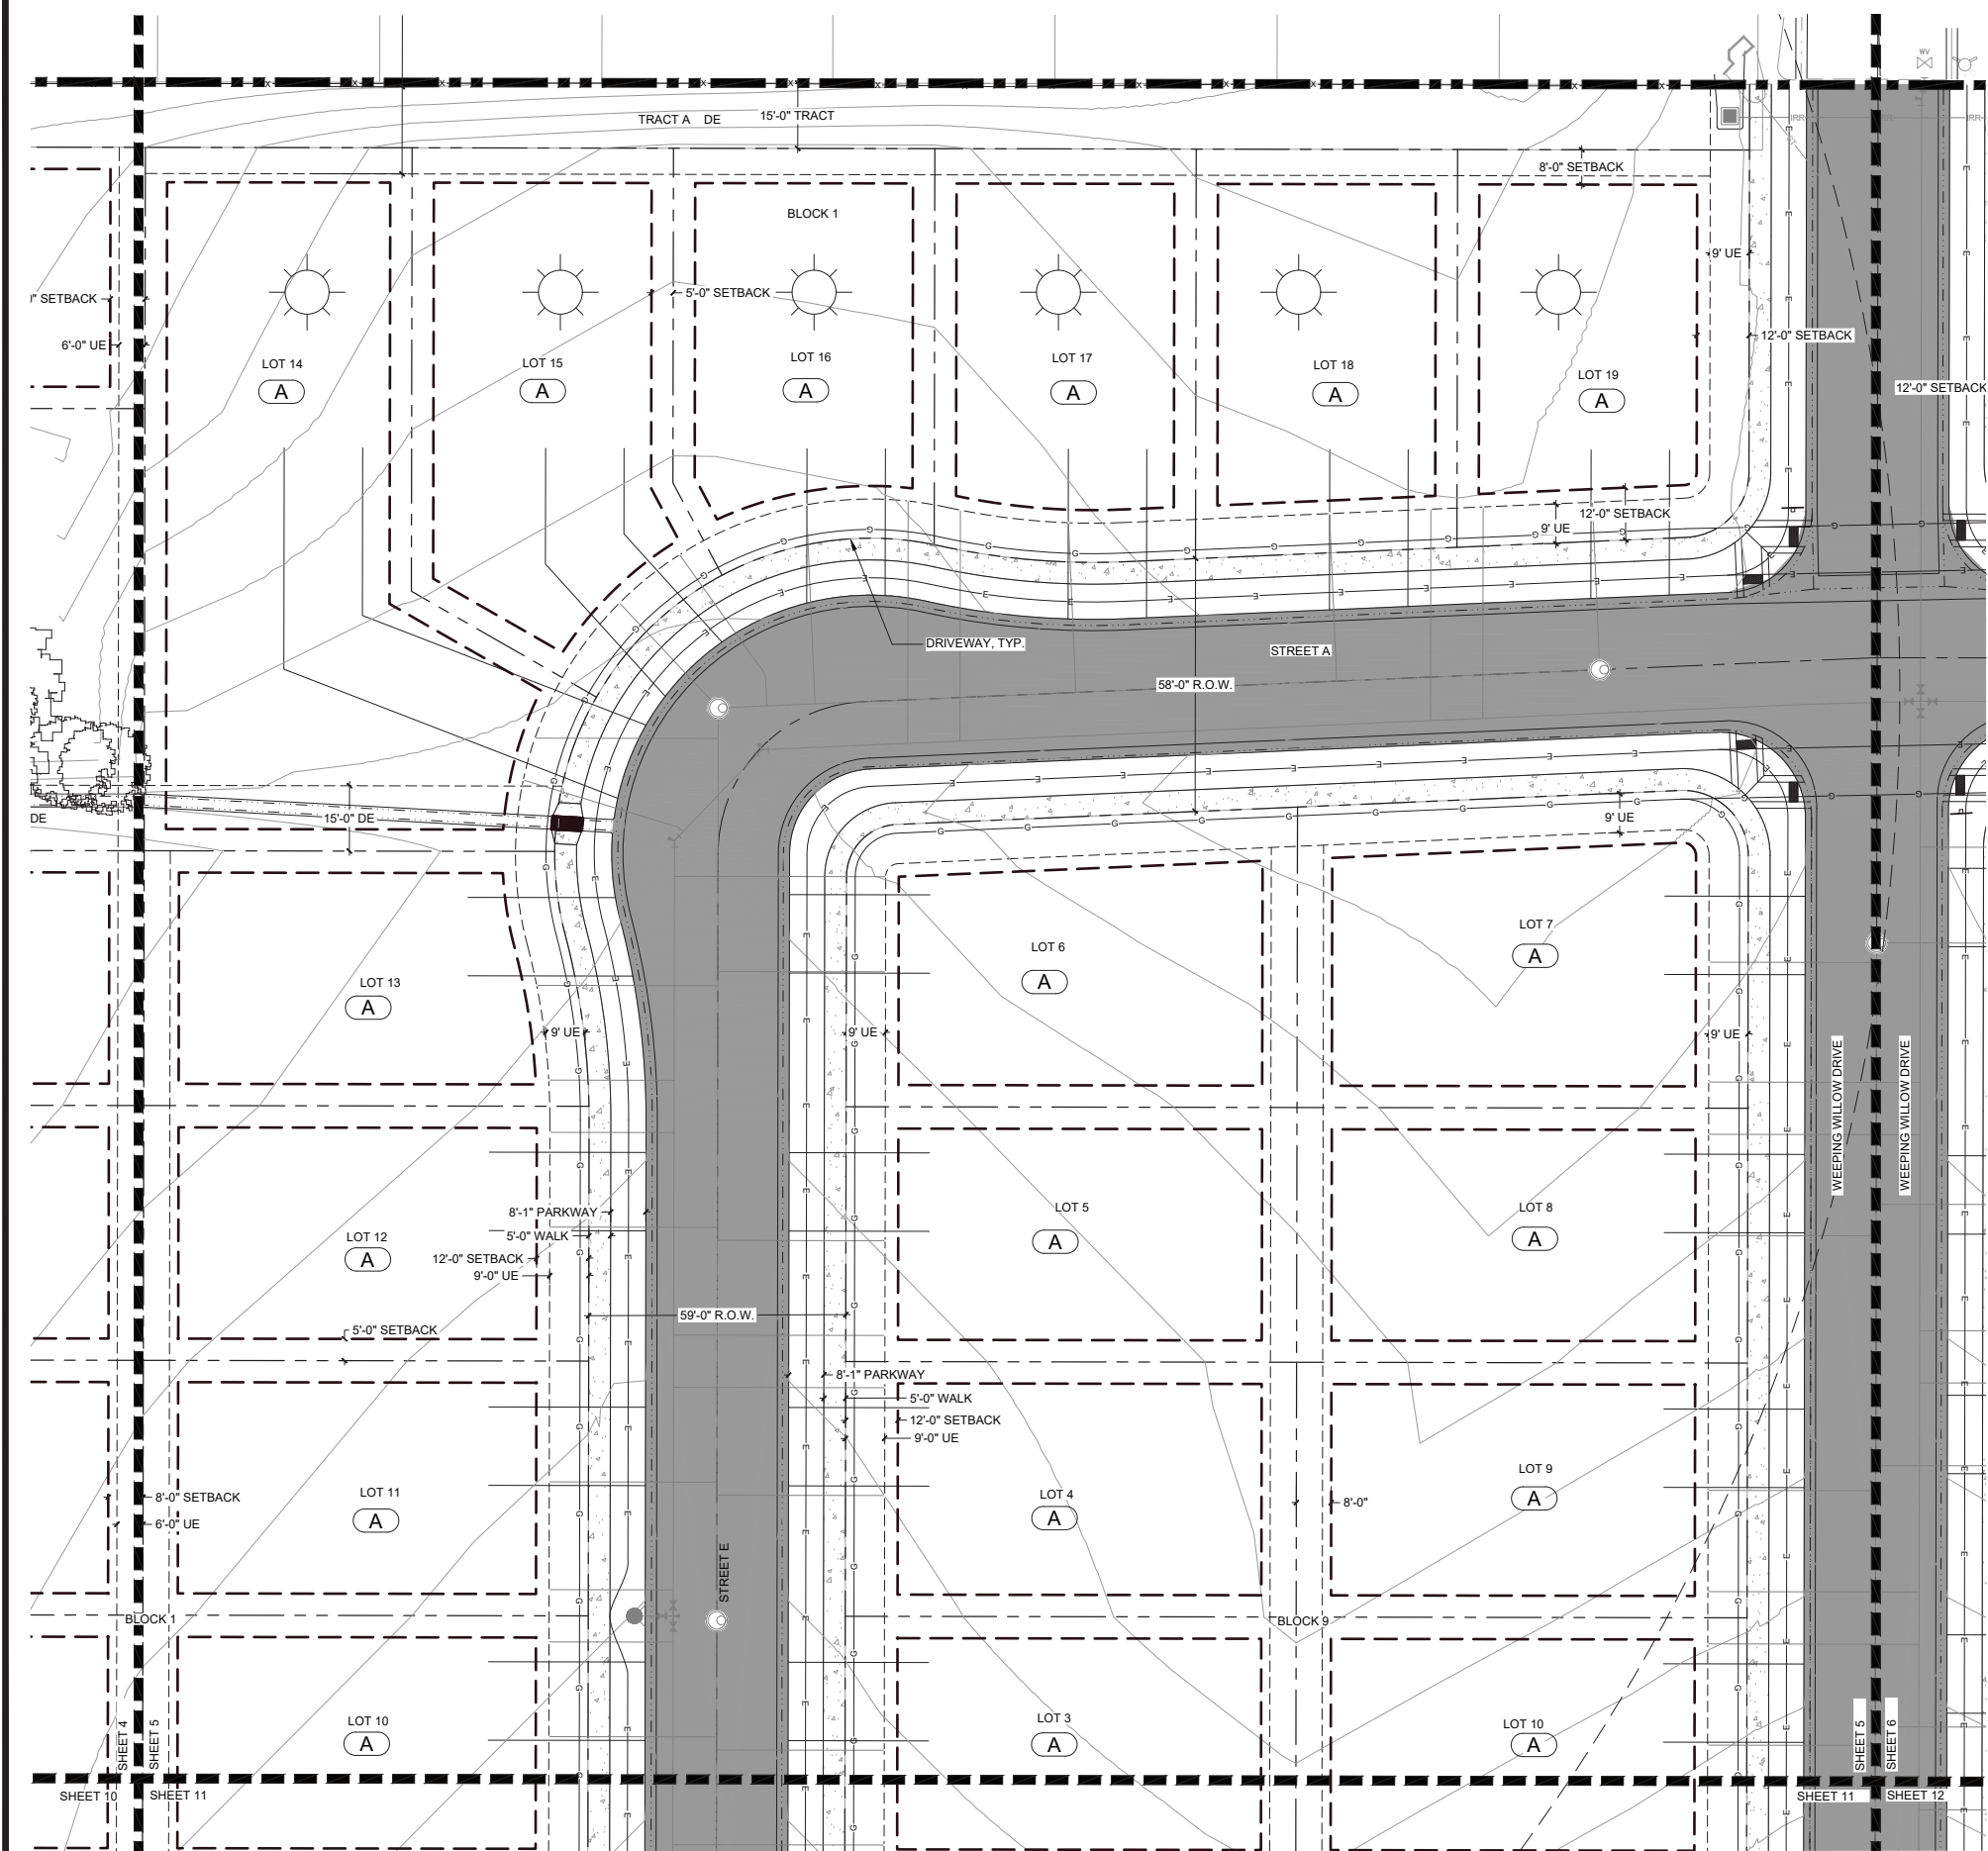 WV
TRACT A DE
15'-0" TRACT
IRR
IRR
IRR
8'-0" SETBACK
BLOCK 1
9' UE
" SETBACK
5'-0" SETBACK
6'-0" UE
12'-0" SETBACK
12'-0" SETBACK
LOT 14
A
LOT 15
A
LOT 16
A
LOT 17
A
LOT 18
A
LOT 19
A
12'-0" SETBACK
9' UE
DRIVEWAY, TYP.
STREET A
58'-0" R.O.W.
DE
15'-0" DE
9' UE
LOT 6
A
LOT 7
A
LOT 13
A
9' UE
9' UE
9' UE
WEEPING WILLOW DRIVE
WEEPING WILLOW DRIVE
8'-1" PARKWAY
5'-0" WALK
12'-0" SETBACK
9'-0" UE
LOT 12
A
LOT 5
A
LOT 8
A
59'-0" R.O.W.
5'-0" SETBACK
8'-1" PARKWAY
5'-0" WALK
12'-0" SETBACK
9'-0" UE
8'-0" SETBACK
6'-0" UE
LOT 11
A
LOT 4
A
8'-0"
LOT 9
A
STREET E
BLOCK 1
BLOCK 9
LOT 10
A
LOT 3
A
LOT 10
A
SHEET 4
SHEET 5
SHEET 5
SHEET 6
SHEET 10
SHEET 11
SHEET 11
SHEET 12